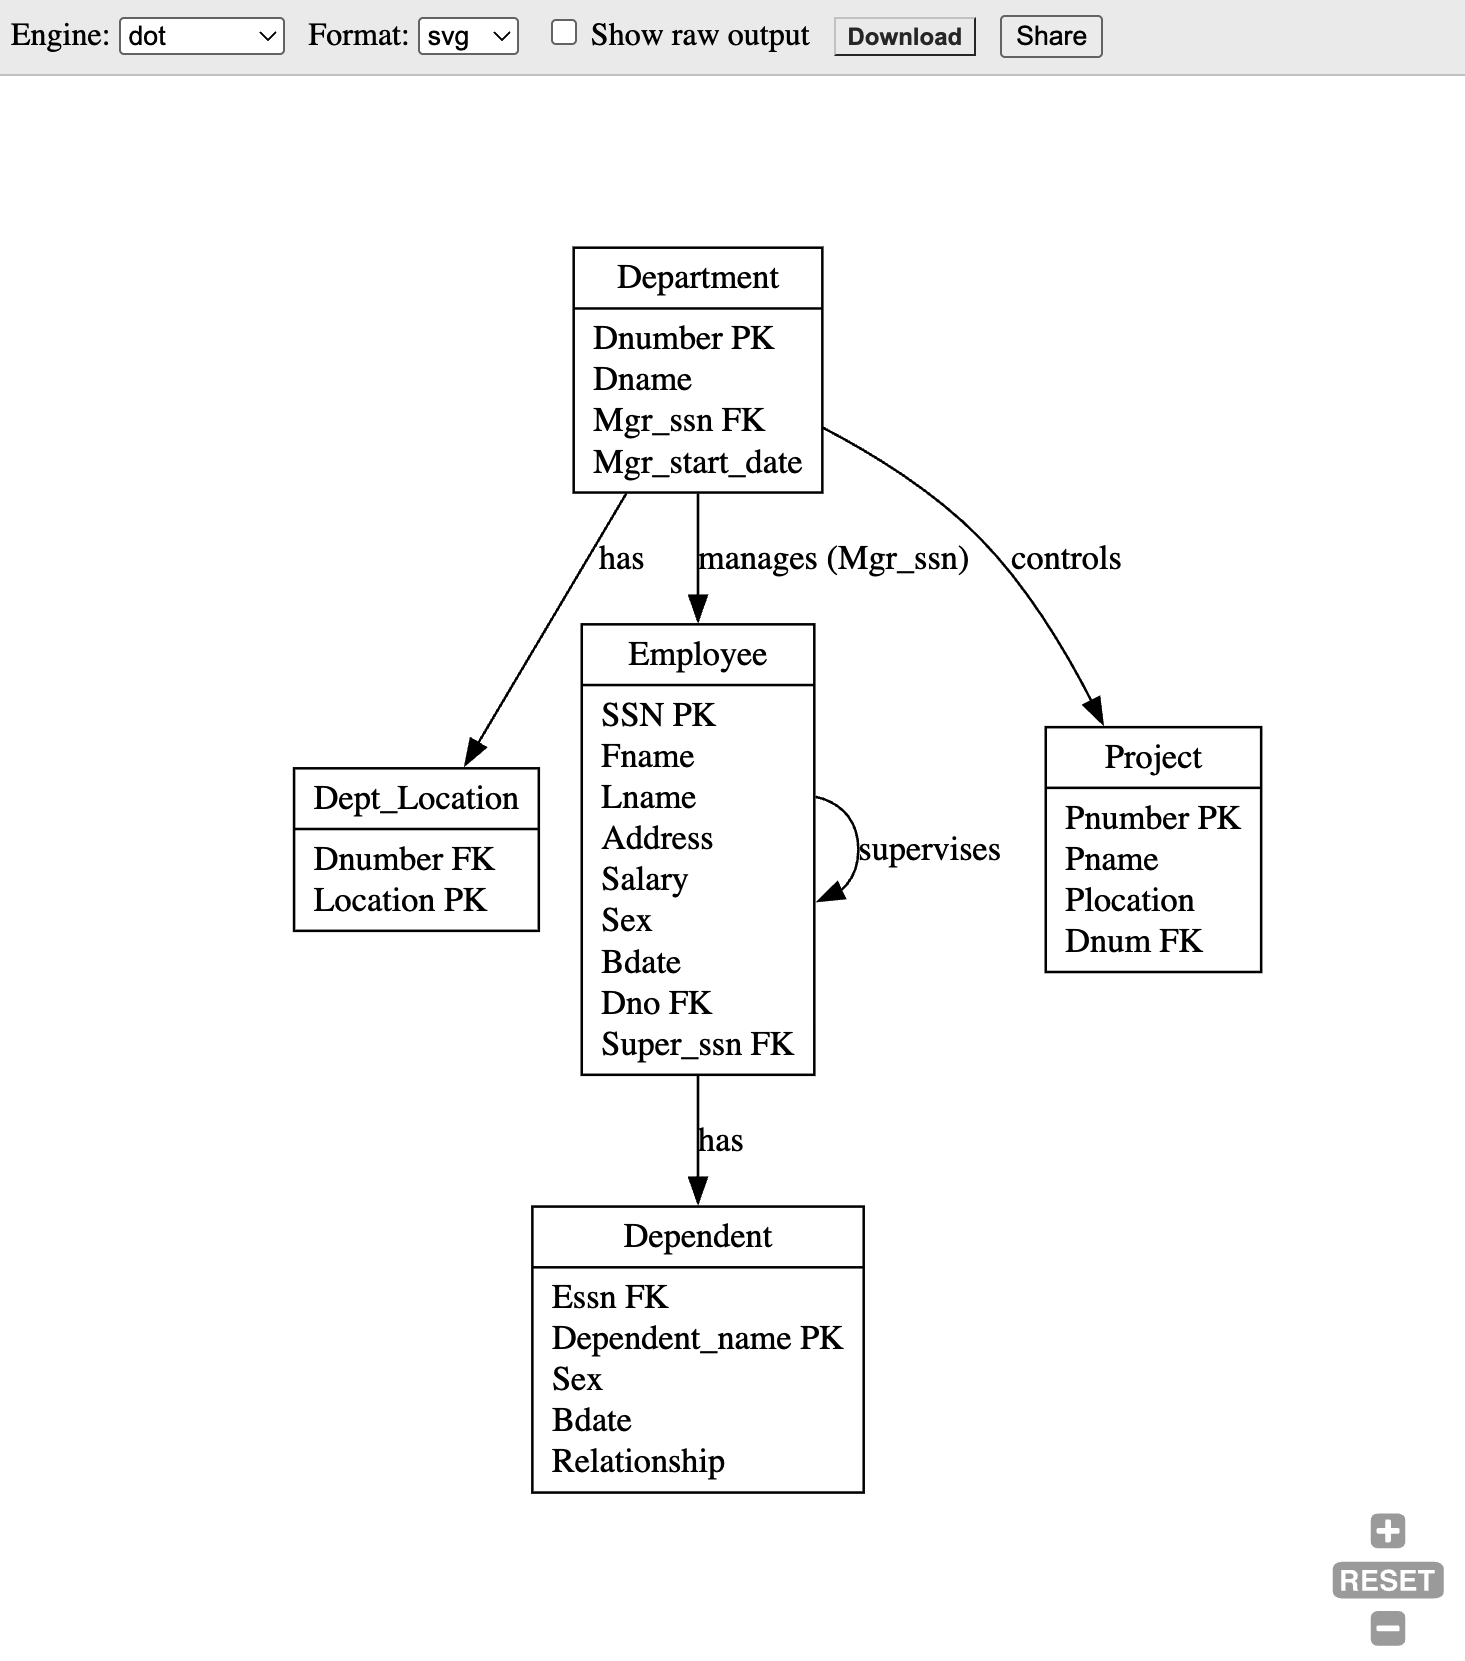 Engine: dot Format: svg Show raw output Download Share
Department
Dnumber PK
Dname
Mgr_ssn FK
Mgr_start_date
has
manages (Mgr_ssn)
controls
Employee
SSN PK
Fname
Lname
Address
Salary
Sex
Bdate
Dno FK
Super_ssn FK
supervises
Dept_Location
Dnumber FK
Location PK
Project
Pnumber PK
Pname
Plocation
Dnum FK
has
Dependent
Essn FK
Dependent_name PK
Sex
Bdate
Relationship
RESET